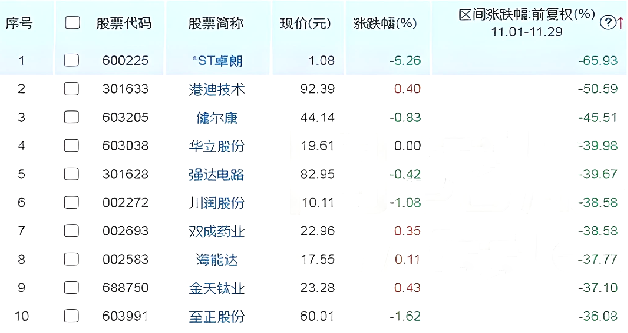 序号 股票代码 股票简称 现价(元) 涨跌幅(%) 区间涨跌幅:前复权(%) ?↑
11.01-11.29
1 600225 *ST卓朗 1.08 -5.26 -65.93
2 301633 港迪技术 92.39 0.40 -50.59
3 603205 健尔康 44.14 -0.83 -45.51
4 603038 华立股份 19.61 0.00 -39.98
5 301628 强达电路 82.95 -0.42 -39.67
6 002272 川润股份 10.11 -1.08 -38.58
7 002693 双成药业 22.96 0.35 -38.58
8 002583 海能达 17.55 0.11 -37.77
9 688750 金天钛业 23.28 0.43 -37.10
10 603991 至正股份 60.01 -1.62 -36.08